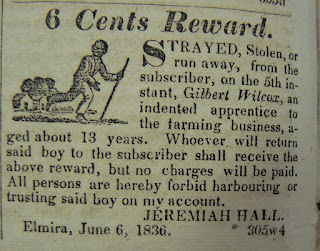 6 Cents Reward.
STRAYED, Stolen, or
run away, from the
subscriber, on the 5th in-
stant, Gilbert Wilcox, an
indented apprentice to
the farming business, a-
ged about 13 years. Whoever will return
said boy to the subscriber shall receive the
above reward, but no charges will be paid.
All persons are hereby forbid harbouring or
trusting said boy on my account.
JEREMIAH HALL.
Elmira, June 6, 1836. 305w4